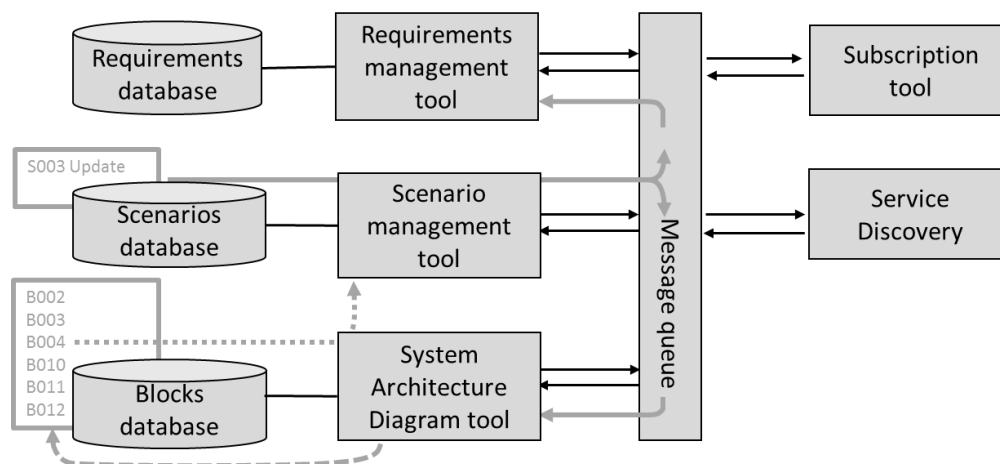 Requirements
database
Requirements
management
tool
Subscription
tool
S003 Update
Scenarios
database
Scenario
management
tool
Message queue
Service
Discovery
B002
B003
B004
B010
B011
B012
Blocks
database
System
Architecture
Diagram tool